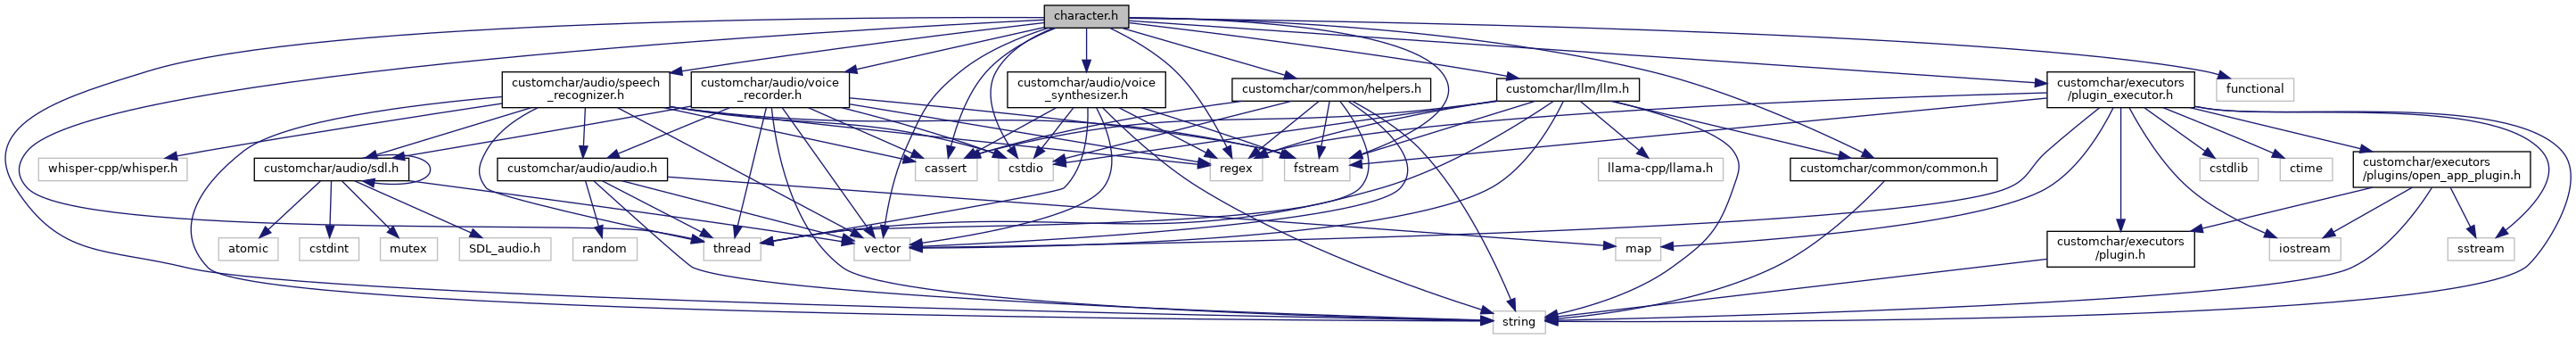 character.h
customchar/audio/speech
_recognizer.h
customchar/audio/voice
_recorder.h
customchar/audio/voice
_synthesizer.h
customchar/common/helpers.h
customchar/llm/llm.h
customchar/executors
/plugin_executor.h
functional
whisper-cpp/whisper.h
customchar/audio/sdl.h
customchar/audio/audio.h
cassert
cstdio
regex
fstream
llama-cpp/llama.h
customchar/common/common.h
cstdlib
ctime
customchar/executors
/plugins/open_app_plugin.h
atomic
cstdint
mutex
SDL_audio.h
random
thread
vector
map
customchar/executors
/plugin.h
iostream
sstream
string